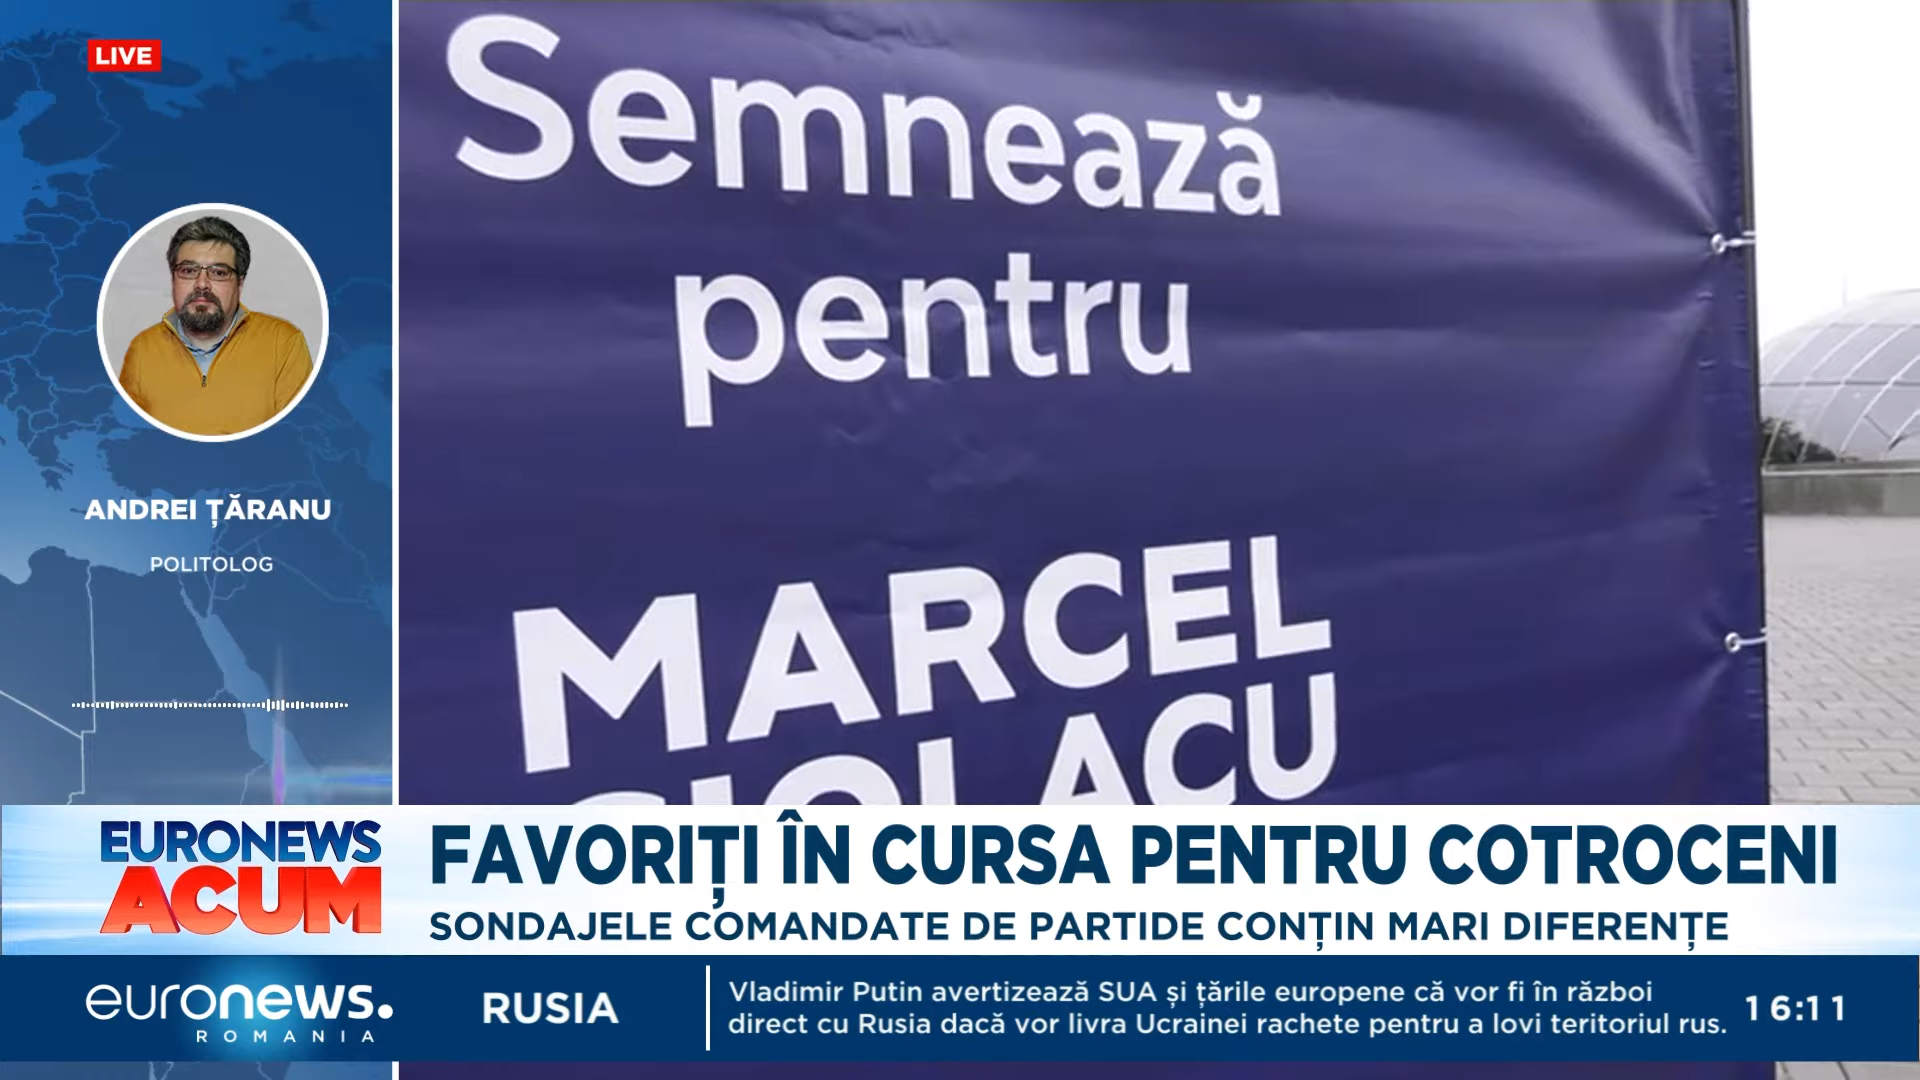 LIVE
Semnează
pentru
MARCEL
CIOLACU
ANDREI ȚĂRANU
POLITOLOG
EURONEWS
ACUM
FAVORIȚI ÎN CURSA PENTRU COTROCENI
SONDAJELE COMANDATE DE PARTIDE CONȚIN MARI DIFERENȚE
euronews.
ROMANIA
RUSIA
Vladimir Putin avertizează SUA și țările europene că vor fi în război
direct cu Rusia dacă vor livra Ucrainei rachete pentru a lovi teritoriul rus.
16:11